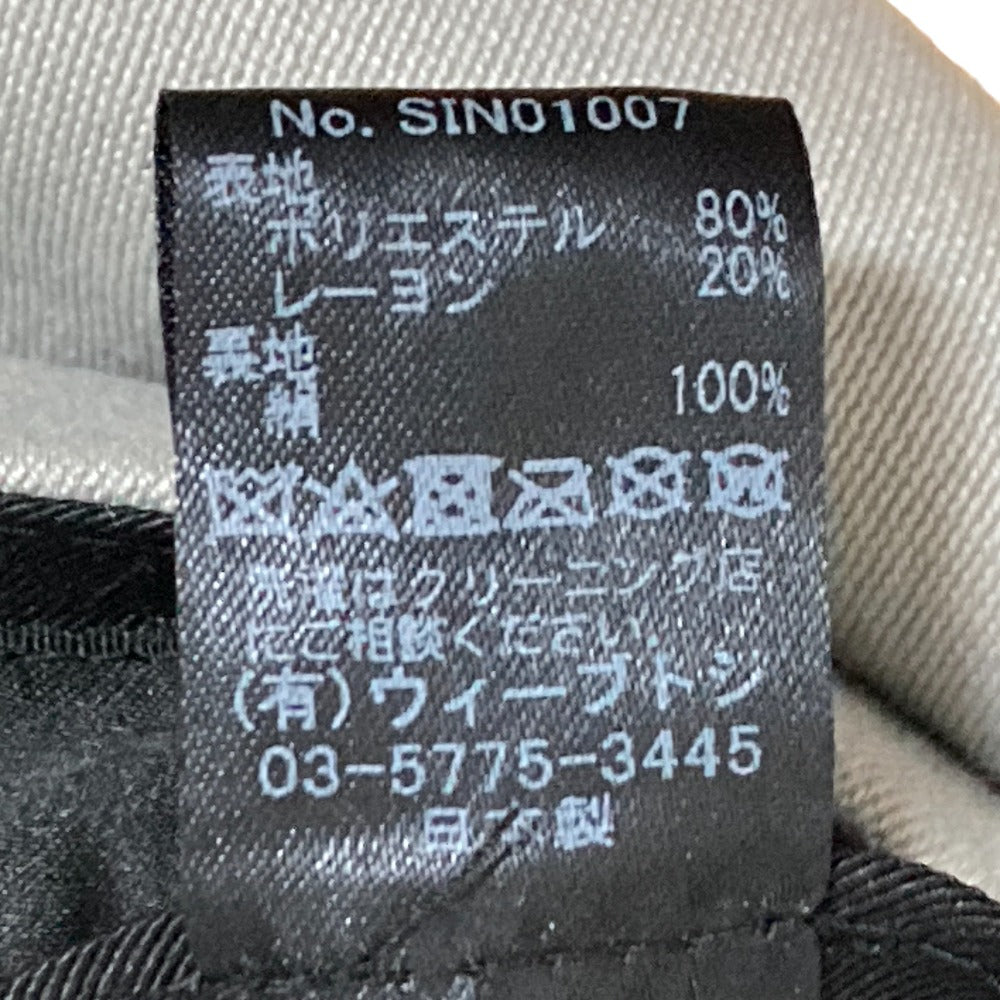 No. SIN01007
表地
ポリエステル 80%
レーヨン 20%
裏地
絹 100%
洗濯はクリーニング店
にご相談ください.
(有)ウィーブトシ
03-5775-3445
日本製